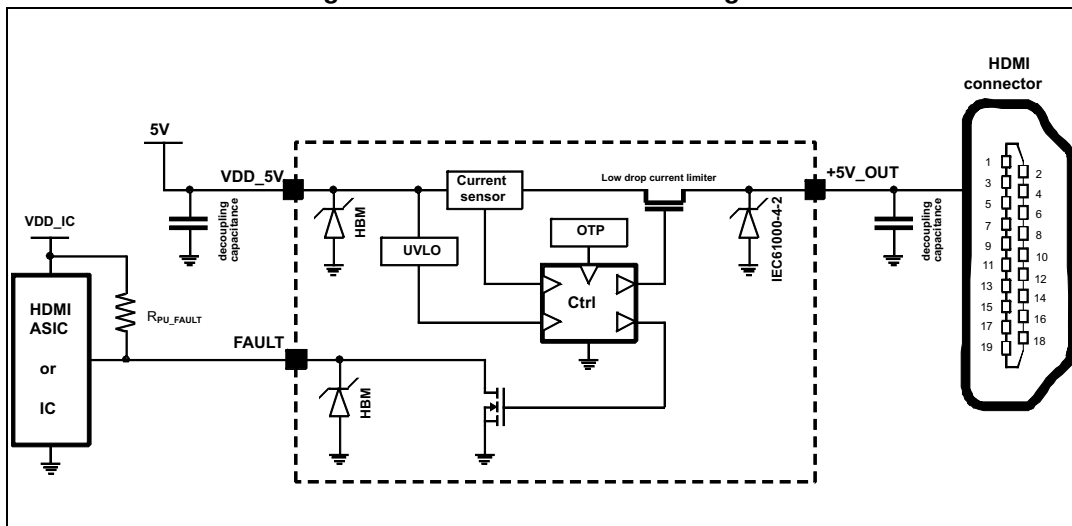 HDMI
connector
5V
VDD_5V
Current
sensor
Low drop current limiter
+5V_OUT
1
2
3
4
5
6
7
8
9
10
11
12
13
14
15
16
17
18
19
VDD_IC
decoupling
capacitance
HBM
UVLO
OTP
IEC61000-4-2
decoupling
capacitance
HDMI
ASIC
or
IC
RPU_FAULT
Ctrl
FAULT
HBM